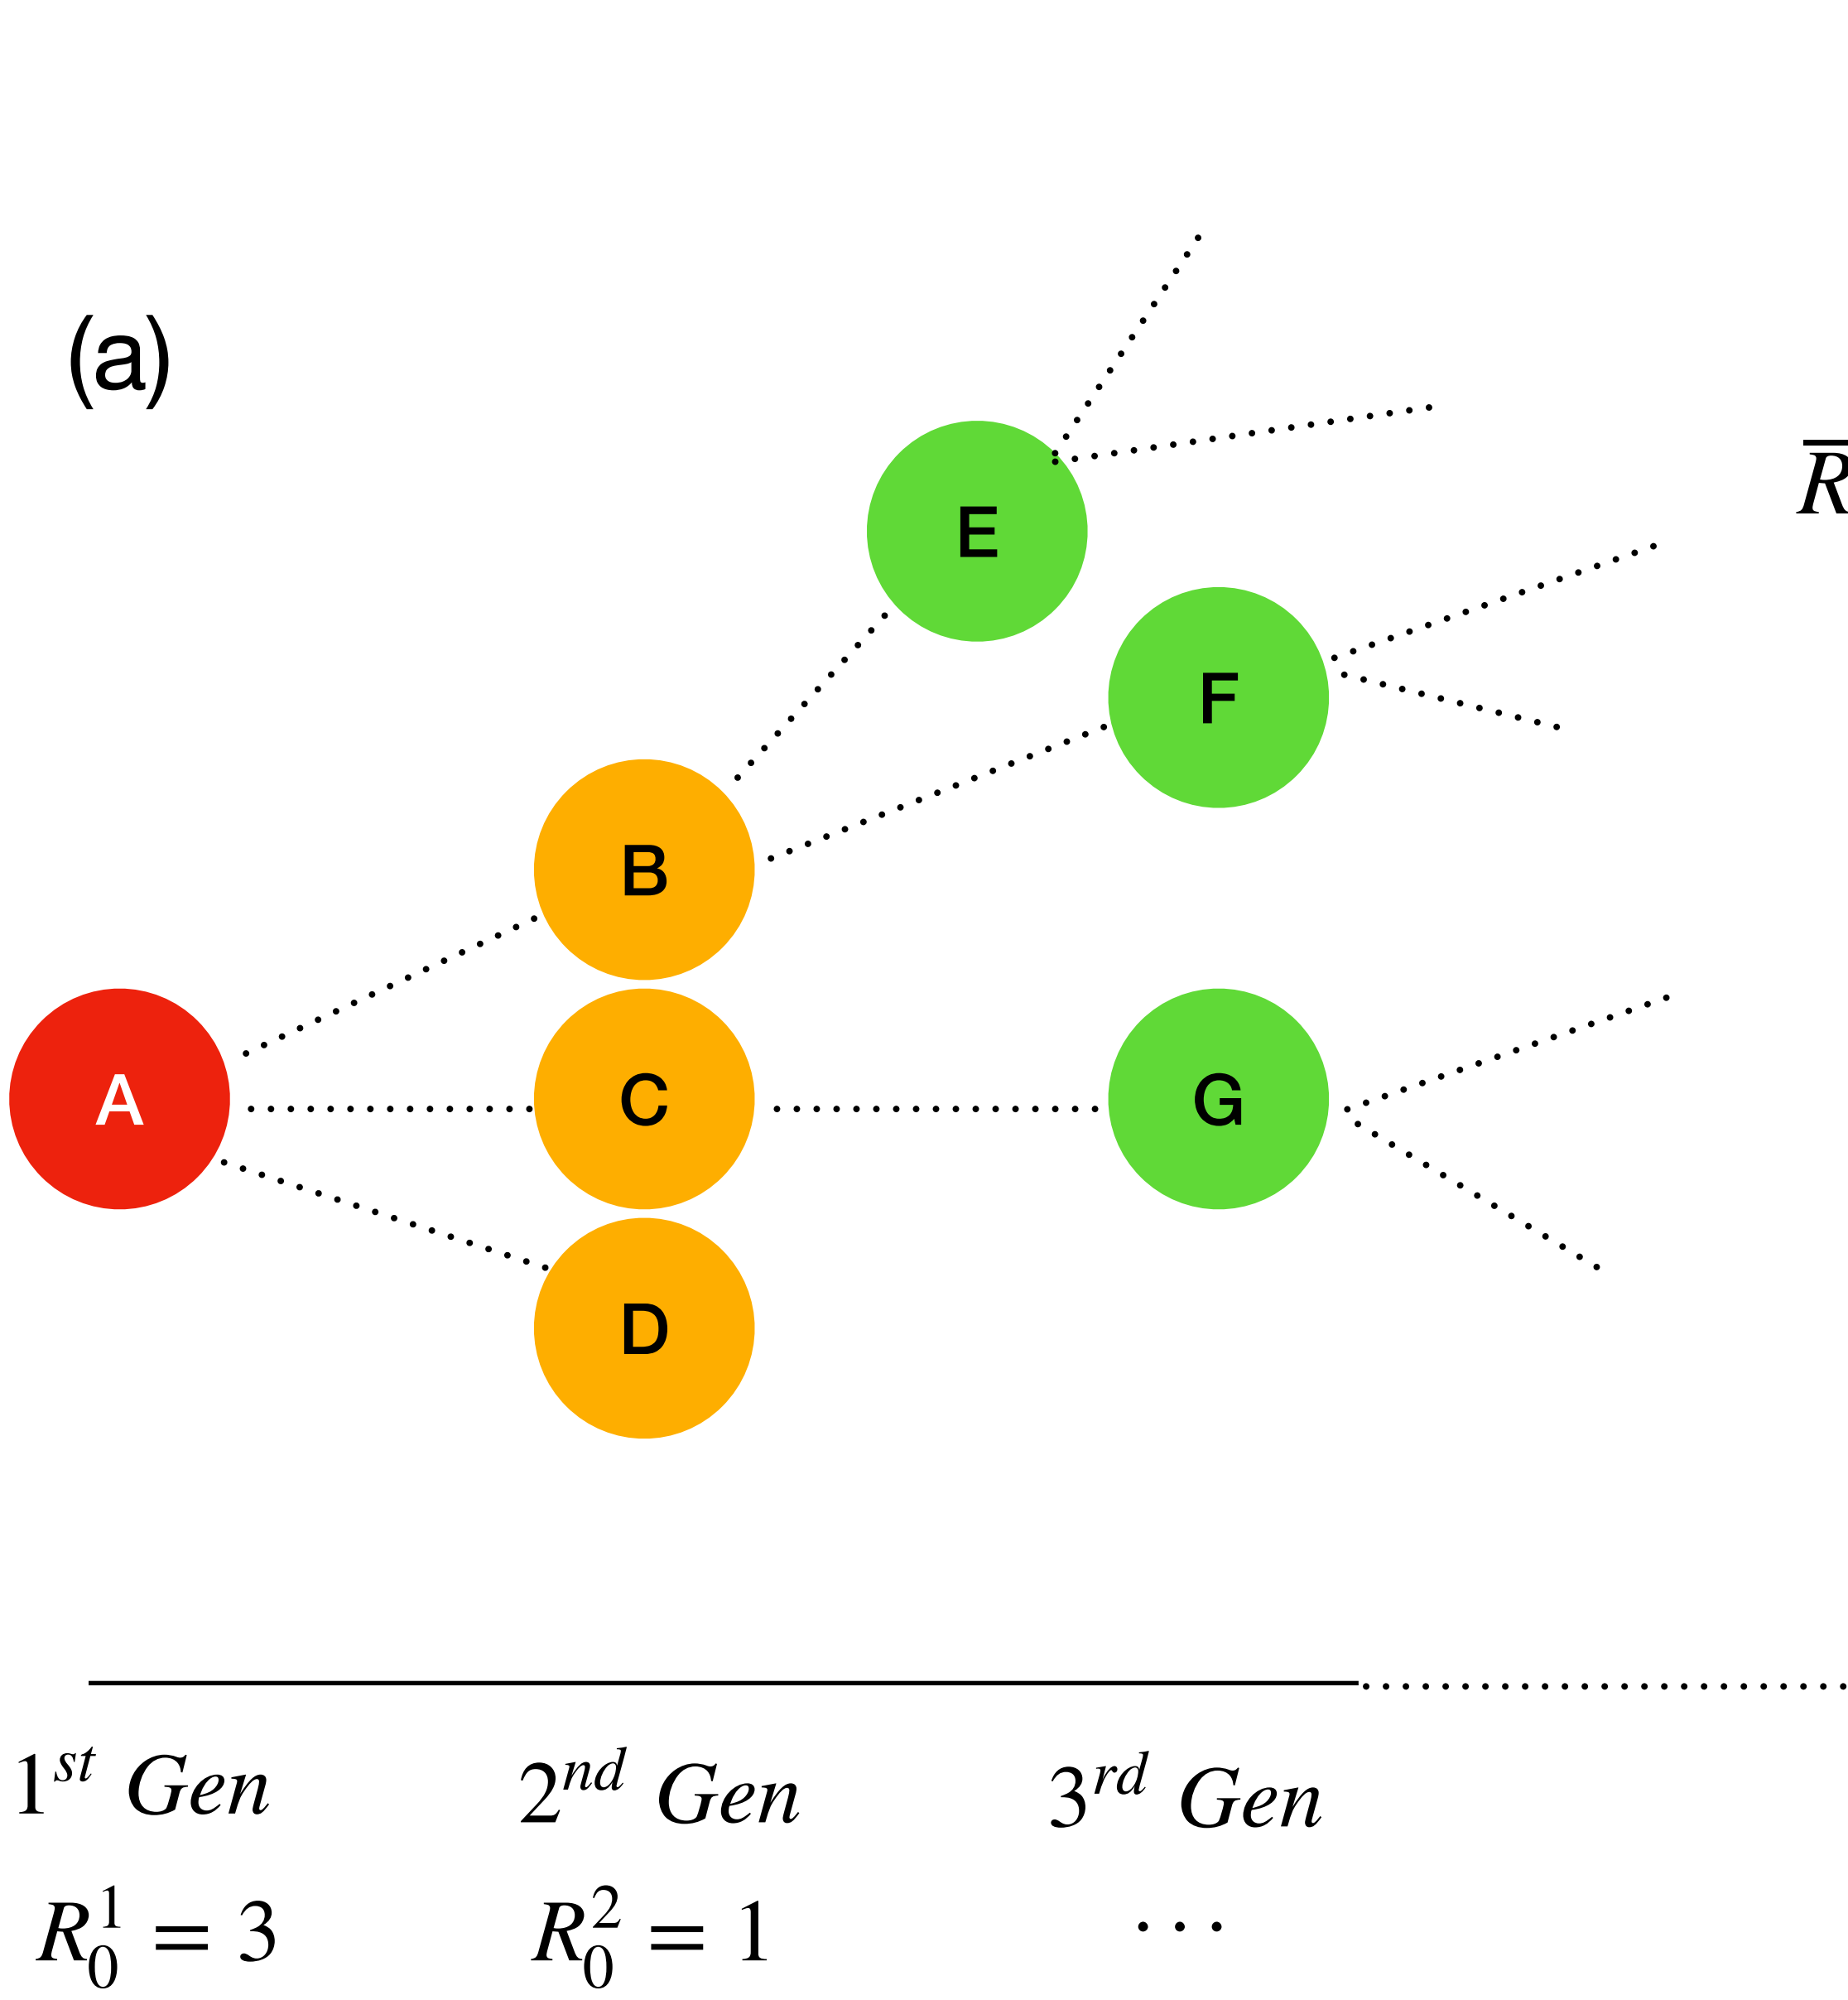 (a)
E
R
F
B
A C G
D
1st Gen 2nd Gen 3rd Gen
R₀¹ = 3 R₀² = 1 ···